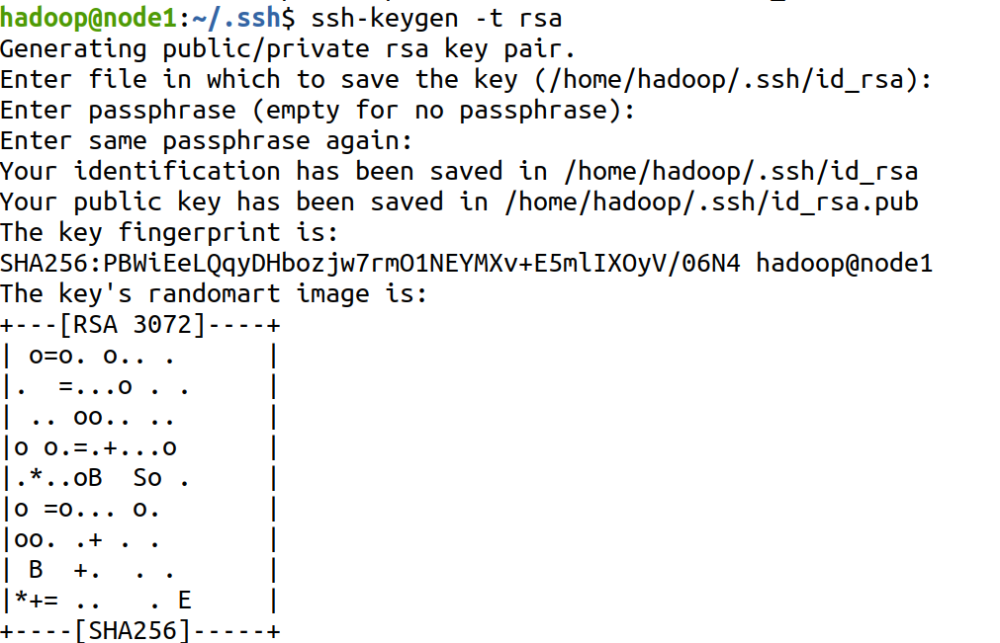 hadoop@node1:~/.ssh$ ssh-keygen -t rsa
Generating public/private rsa key pair.
Enter file in which to save the key (/home/hadoop/.ssh/id_rsa):
Enter passphrase (empty for no passphrase):
Enter same passphrase again:
Your identification has been saved in /home/hadoop/.ssh/id_rsa
Your public key has been saved in /home/hadoop/.ssh/id_rsa.pub
The key fingerprint is:
SHA256:PBWiEeLQqyDHbozjw7rmO1NEYMXv+E5mlIXOyV/06N4 hadoop@node1
The key's randomart image is:
+---[RSA 3072]----+
| o=o. o.. .      |
|.  =...o . .     |
| .. oo.. ..      |
|o o.=.+...o      |
|.*..oB  So .     |
|o =o... o.       |
|oo. .+ . .       |
| B  +.  . .      |
|*+= ..   . E     |
+----[SHA256]-----+